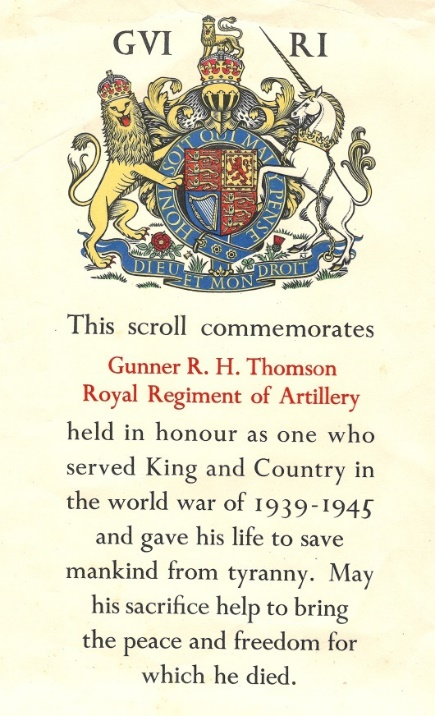 GVI RI
HONI SOIT QUI MAL Y PENSE
DIEU ET MON DROIT
This scroll commemorates
Gunner R. H. Thomson
Royal Regiment of Artillery
held in honour as one who
served King and Country in
the world war of 1939-1945
and gave his life to save
mankind from tyranny. May
his sacrifice help to bring
the peace and freedom for
which he died.